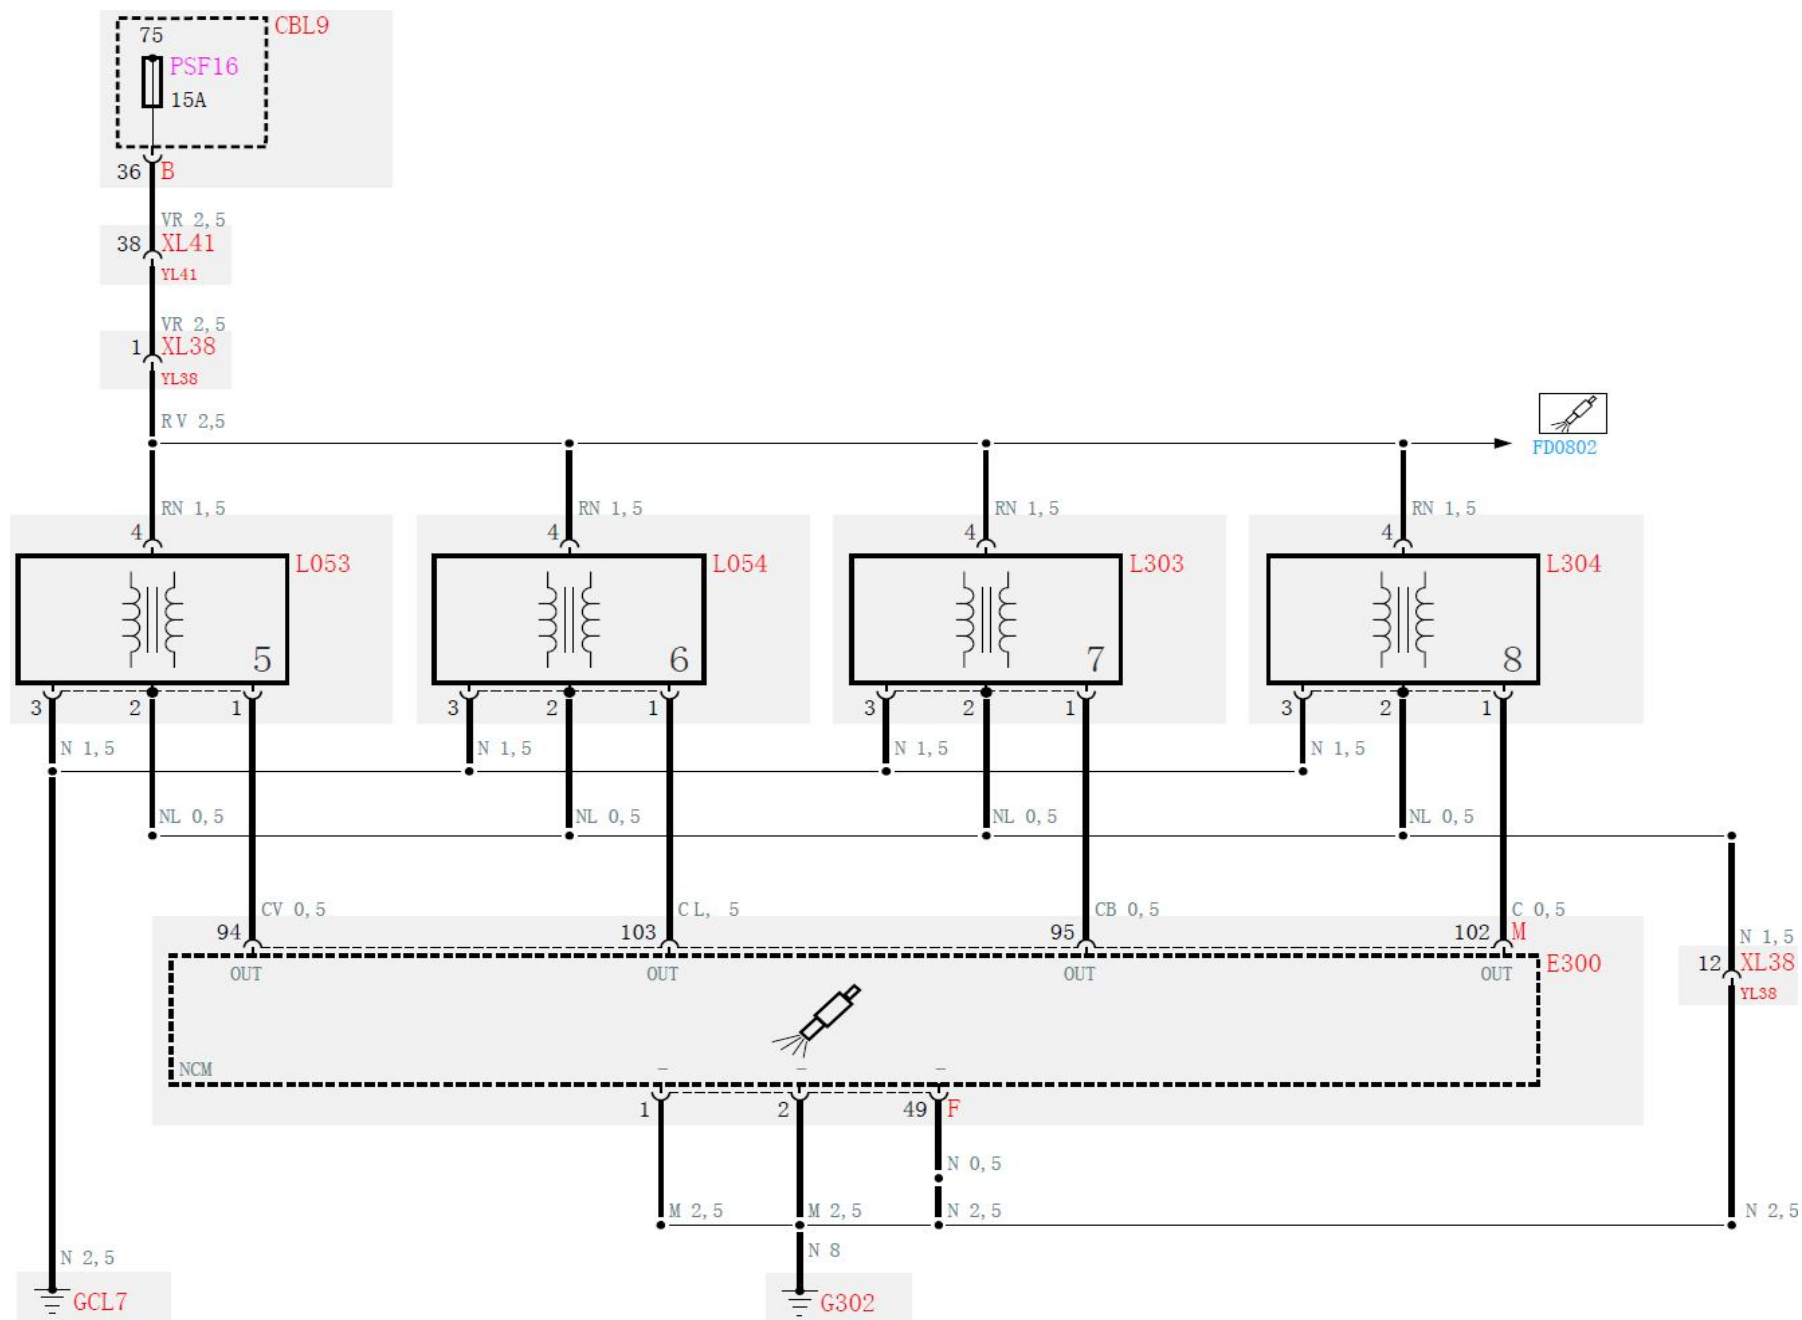 75
CBL9
PSF16
15A
36 B
VR 2,5
38 XL41
YL41
VR 2,5
1 XL38
YL38
RV 2,5
FD0802
RN 1,5 RN 1,5 RN 1,5 RN 1,5
4 4 4 4
L053 L054 L303 L304
5 6 7 8
3 2 1 3 2 1 3 2 1 3 2 1
N 1,5 N 1,5 N 1,5 N 1,5
NL 0,5 NL 0,5 NL 0,5 NL 0,5
CV 0,5 CL, 5 CB 0,5 C 0,5
94 103 95 102 M
N 1,5
OUT OUT OUT OUT E300
12 XL38
YL38
NCM
- - -
1 2 49 F
N 0,5
M 2,5 M 2,5 N 2,5 N 2,5
N 2,5 N 8
GCL7 G302